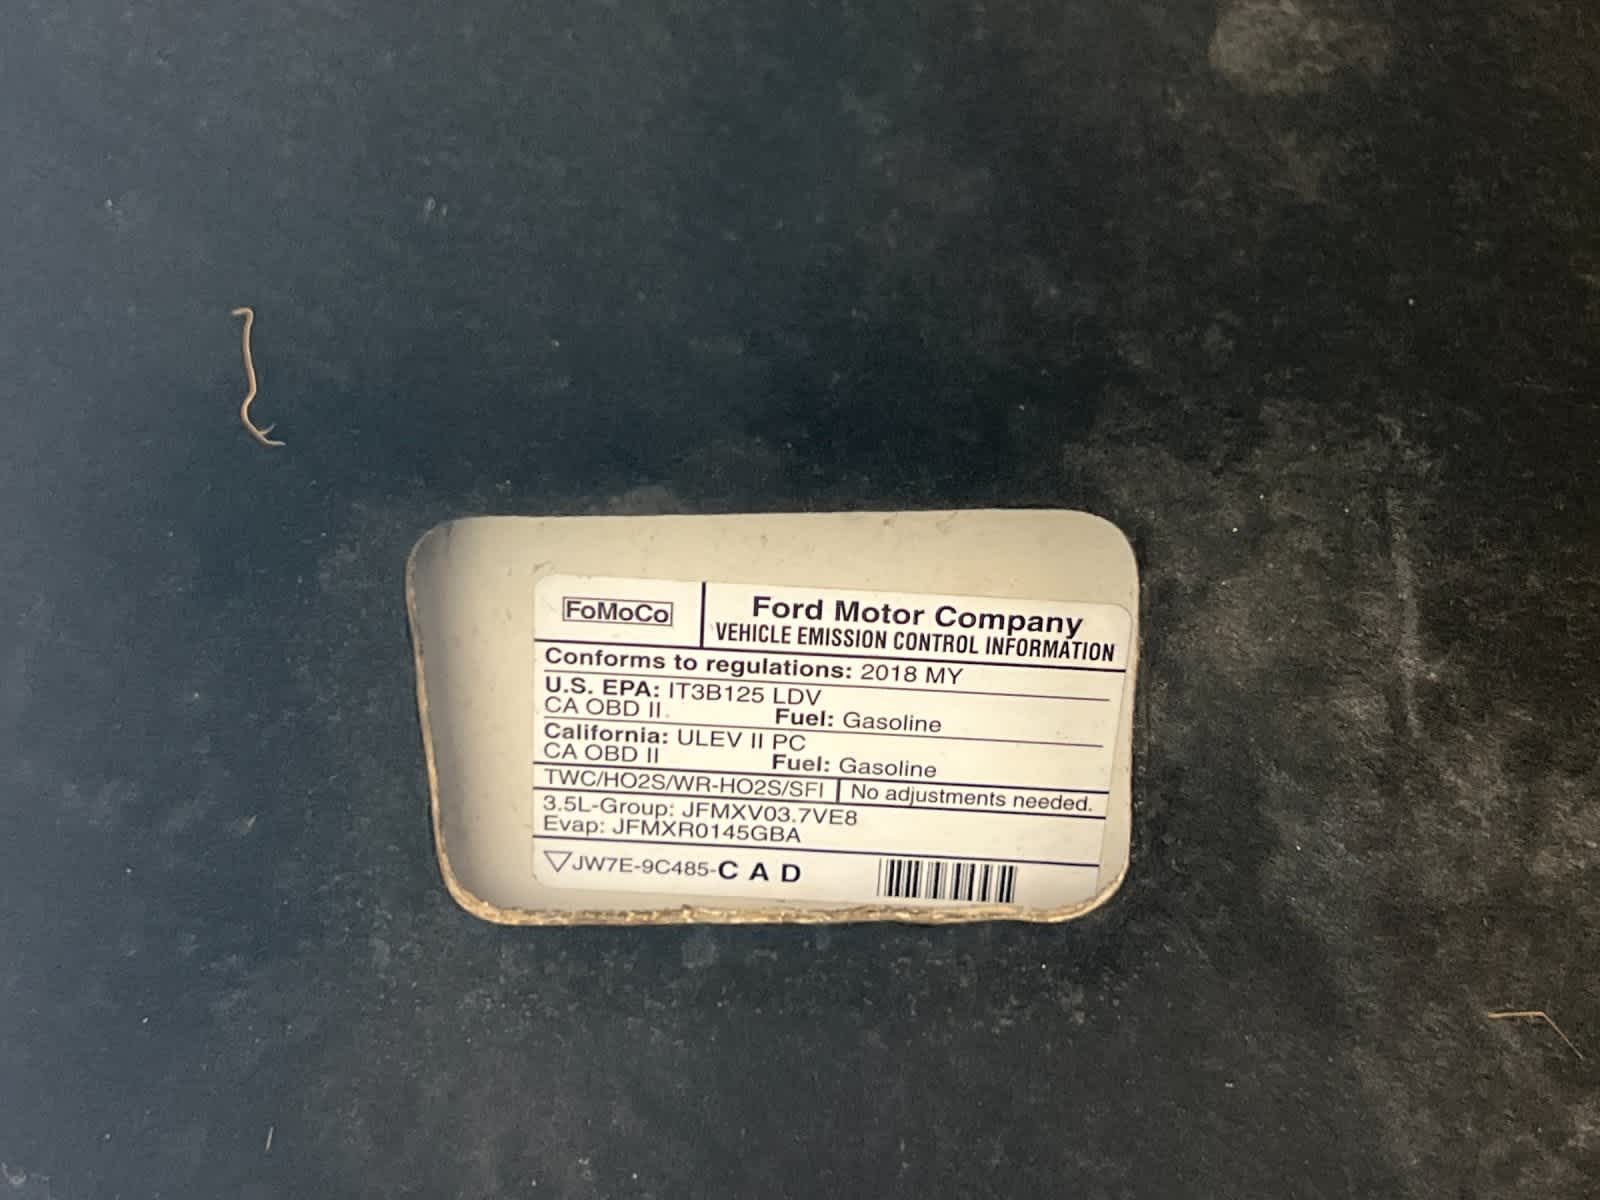 FoMoCo
Ford Motor Company
VEHICLE EMISSION CONTROL INFORMATION
Conforms to regulations: 2018 MY
U.S. EPA: IT3B125 LDV
CA OBD II. Fuel: Gasoline
California: ULEV II PC
CA OBD II Fuel: Gasoline
TWC/HO2S/WR-HO2S/SFI No adjustments needed.
3.5L-Group: JFMXV03.7VE8
Evap: JFMXR0145GBA
▽JW7E-9C485-C A D